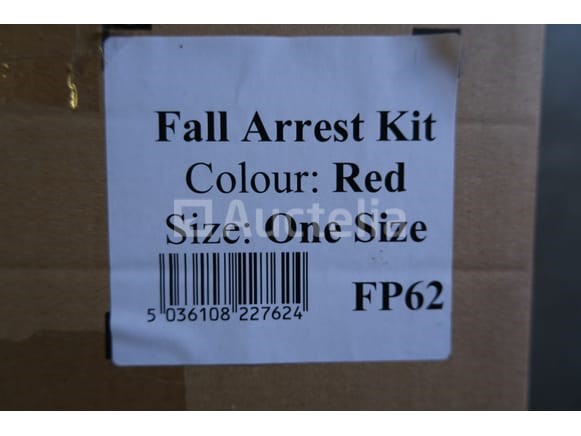 Fall Arrest Kit
Colour: Red
Auctelia
Size: One Size
FP62
5 036108 227624